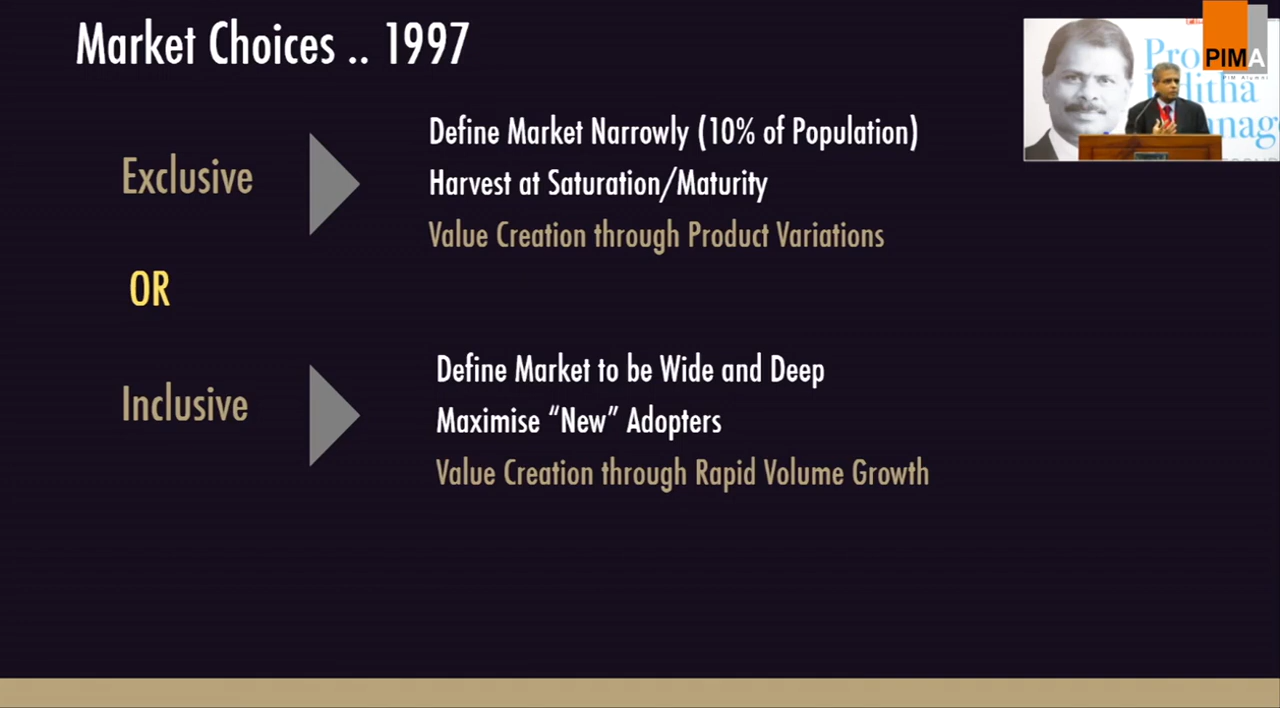 Market Choices .. 1997
Exclusive
Define Market Narrowly (10% of Population)
Harvest at Saturation/Maturity
Value Creation through Product Variations
OR
Inclusive
Define Market to be Wide and Deep
Maximise “New” Adopters
Value Creation through Rapid Volume Growth
PIMA
PIM Alumni